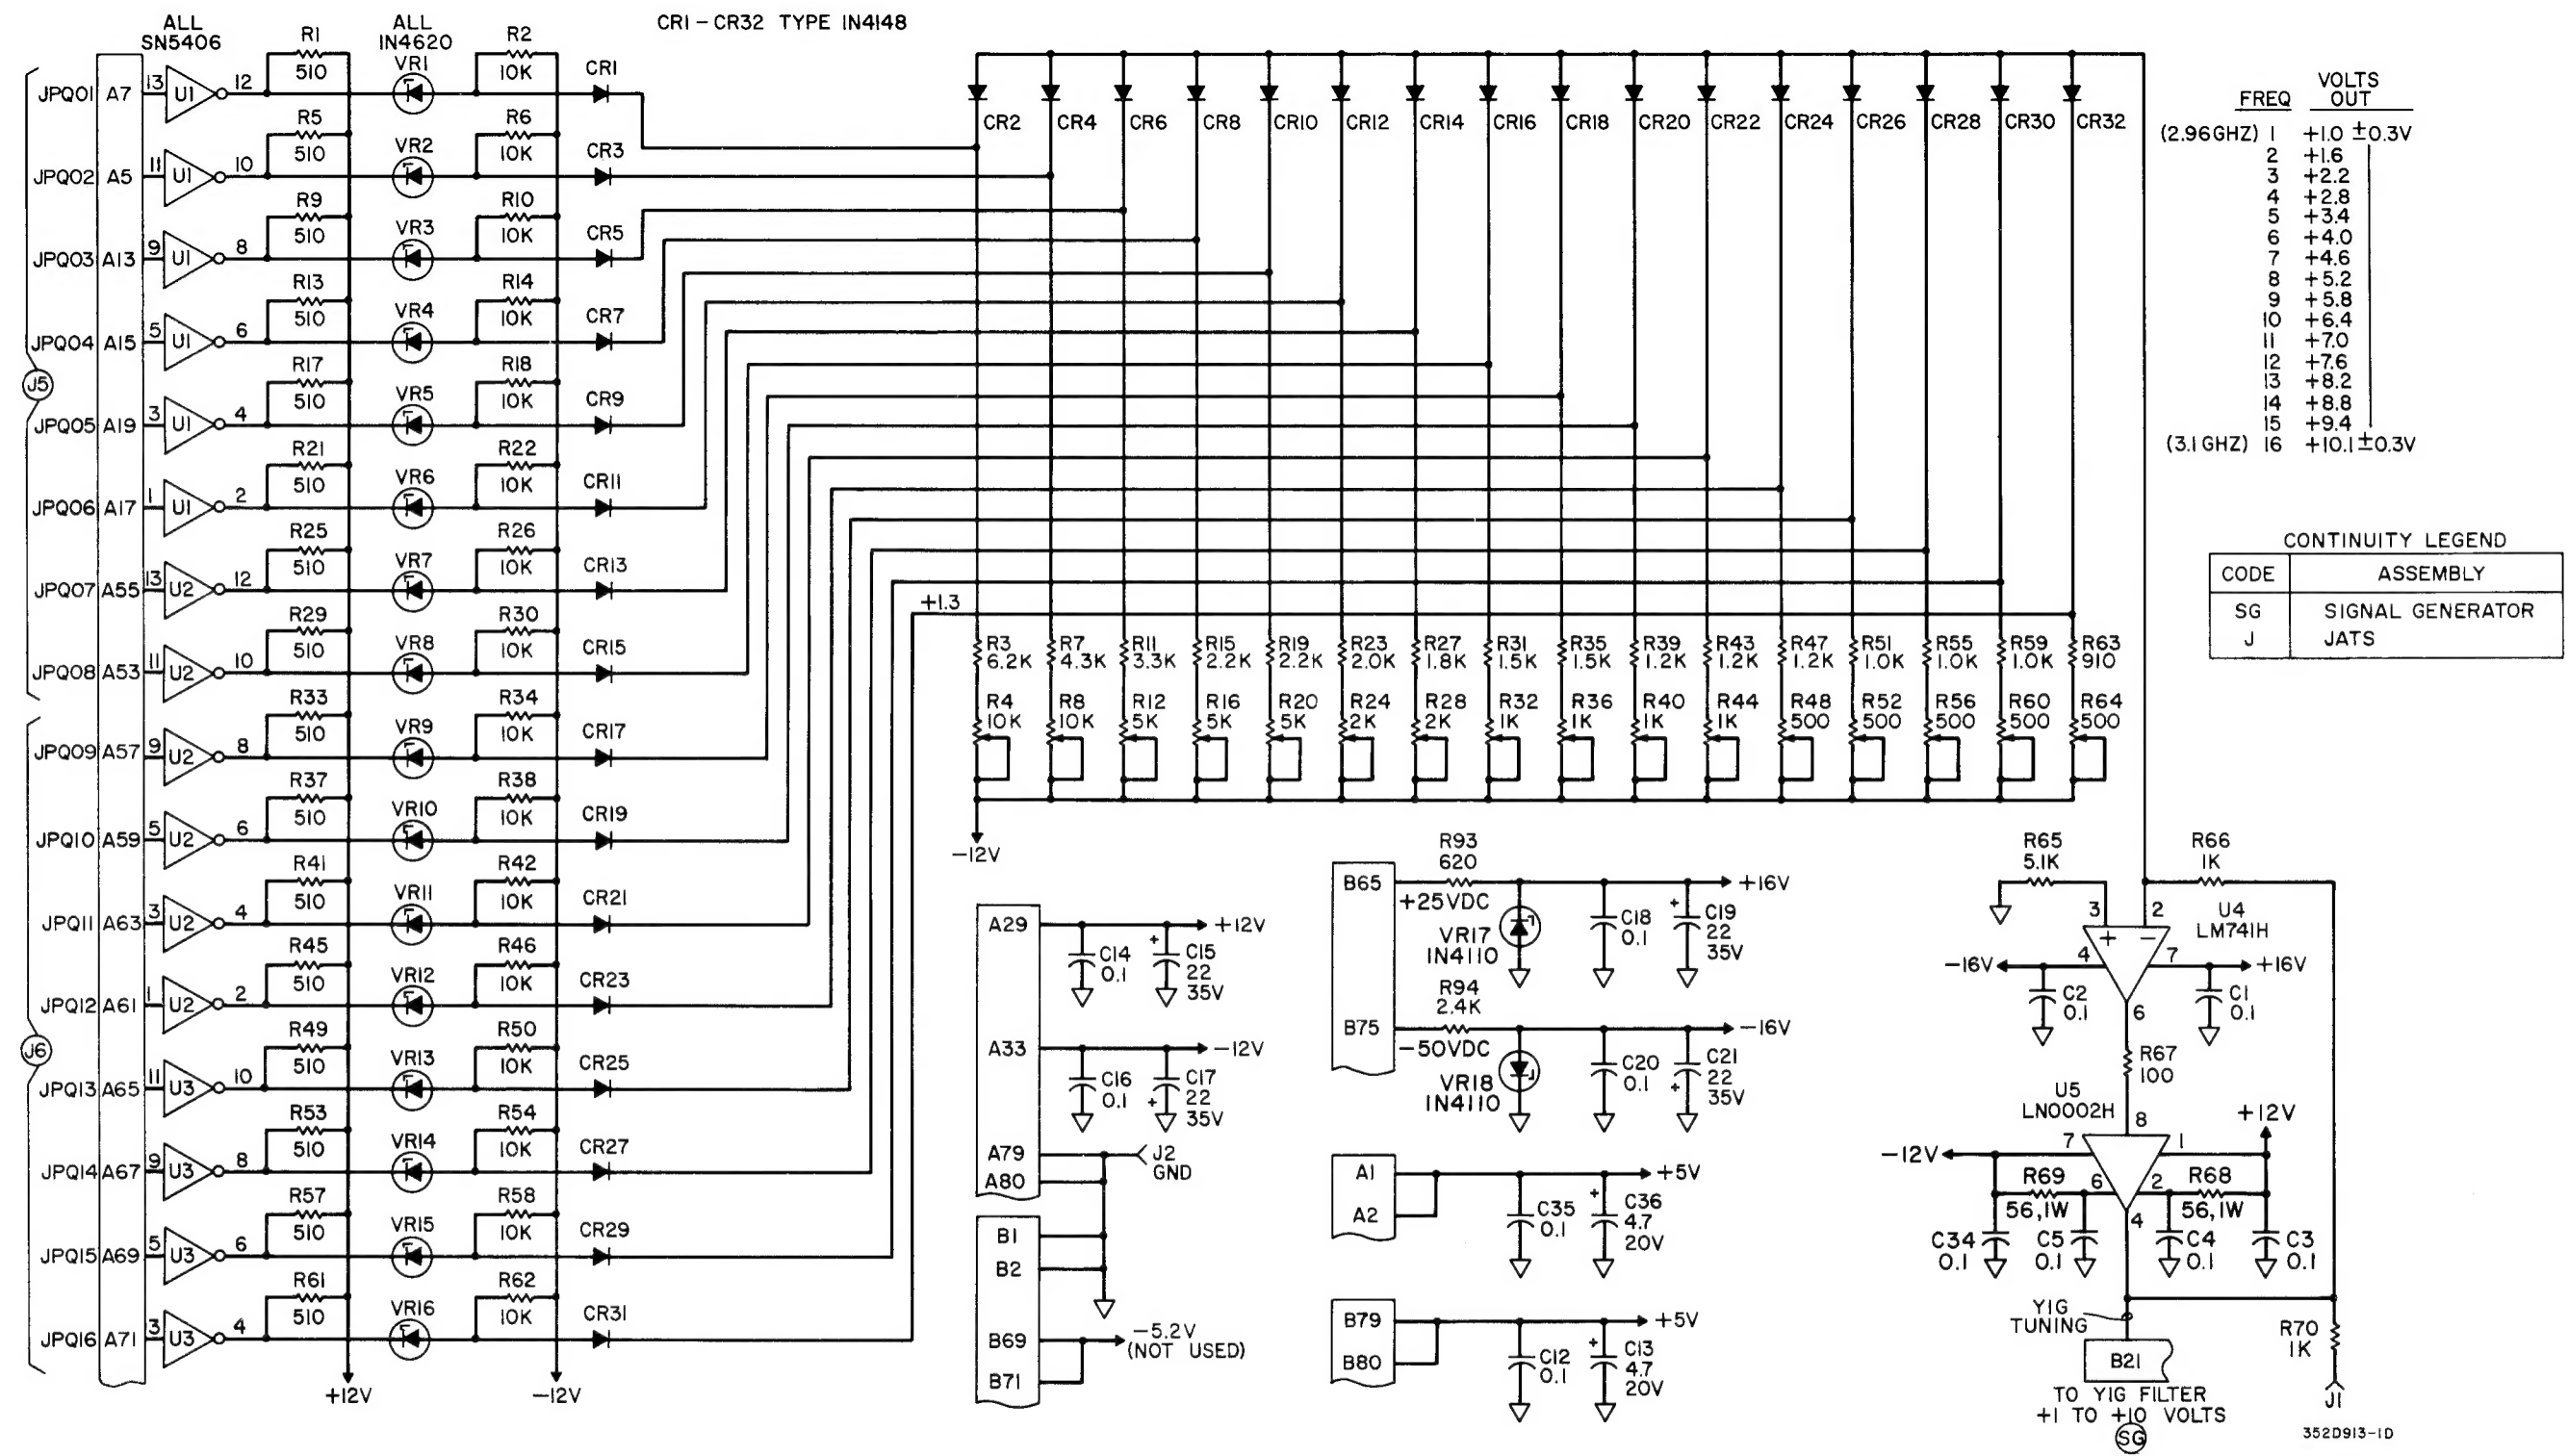 ALL
SN5406
ALL
IN4620
CR1 – CR32 TYPE IN4148
R1
510
VR1
R2
10K
CR1
JPQ01 A7 13 U1 12
R5
510
VR2
R6
10K
CR3
JPQ02 A5 11 U1 10
R9
510
VR3
R10
10K
CR5
JPQ03 A13 9 U1 8
R13
510
VR4
R14
10K
CR7
JPQ04 A15 5 U1 6
R17
510
VR5
R18
10K
CR9
JPQ05 A19 3 U1 4
R21
510
VR6
R22
10K
CR11
JPQ06 A17 1 U1 2
R25
510
VR7
R26
10K
CR13
JPQ07 A55 13 U2 12
R29
510
VR8
R30
10K
CR15
JPQ08 A53 11 U2 10
R33
510
VR9
R34
10K
CR17
JPQ09 A57 9 U2 8
R37
510
VR10
R38
10K
CR19
JPQ10 A59 5 U2 6
R41
510
VR11
R42
10K
CR21
JPQ11 A63 3 U2 4
R45
510
VR12
R46
10K
CR23
JPQ12 A61 1 U2 2
R49
510
VR13
R50
10K
CR25
JPQ13 A65 11 U3 10
R53
510
VR14
R54
10K
CR27
JPQ14 A67 9 U3 8
R57
510
VR15
R58
10K
CR29
JPQ15 A69 5 U3 6
R61
510
VR16
R62
10K
CR31
JPQ16 A71 3 U3 4
J5
J6
+12V
–12V
CR2 CR4 CR6 CR8 CR10 CR12 CR14 CR16 CR18 CR20 CR22 CR24 CR26 CR28 CR30 CR32
+1.3
R3 R7 R11 R15 R19 R23 R27 R31 R35 R39 R43 R47 R51 R55 R59 R63
6.2K 4.3K 3.3K 2.2K 2.2K 2.0K 1.8K 1.5K 1.5K 1.2K 1.2K 1.2K 1.0K 1.0K 1.0K 910
R4 R8 R12 R16 R20 R24 R28 R32 R36 R40 R44 R48 R52 R56 R60 R64
10K 10K 5K 5K 5K 2K 2K 1K 1K 1K 1K 500 500 500 500 500
–12V
VOLTS
FREQ OUT
(2.96GHZ) 1 +1.0 ±0.3V
2 +1.6
3 +2.2
4 +2.8
5 +3.4
6 +4.0
7 +4.6
8 +5.2
9 +5.8
10 +6.4
11 +7.0
12 +7.6
13 +8.2
14 +8.8
15 +9.4
(3.1GHZ) 16 +10.1±0.3V
CONTINUITY LEGEND
CODE ASSEMBLY
SG SIGNAL GENERATOR
J JATS
A29
+12V
C14
0.1
+
C15
22
35V
A33
–12V
C16
0.1
+
C17
22
35V
A79
A80
J2
GND
B1
B2
B69
B71
–5.2V
(NOT USED)
R93
620
B65
+25VDC
+16V
VR17
IN4110
C18
0.1
+
C19
22
35V
R94
2.4K
B75
–50VDC
–16V
VR18
IN4110
C20
0.1
+
C21
22
35V
A1
A2
+5V
C35
0.1
+
C36
4.7
20V
B79
B80
+5V
C12
0.1
+
C13
4.7
20V
R65
5.1K
R66
1K
3
2
U4
LM741H
+ –
–16V
4
7
+16V
C2
0.1
C1
0.1
6
R67
100
U5
LN0002H
8
+12V
–12V
7
1
R69
56,1W
6
2
R68
56,1W
4
C34
0.1
C5
0.1
C4
0.1
C3
0.1
YIG
TUNING
R70
1K
B21
J1
TO YIG FILTER
+1 TO +10 VOLTS
SG
352D913-1D